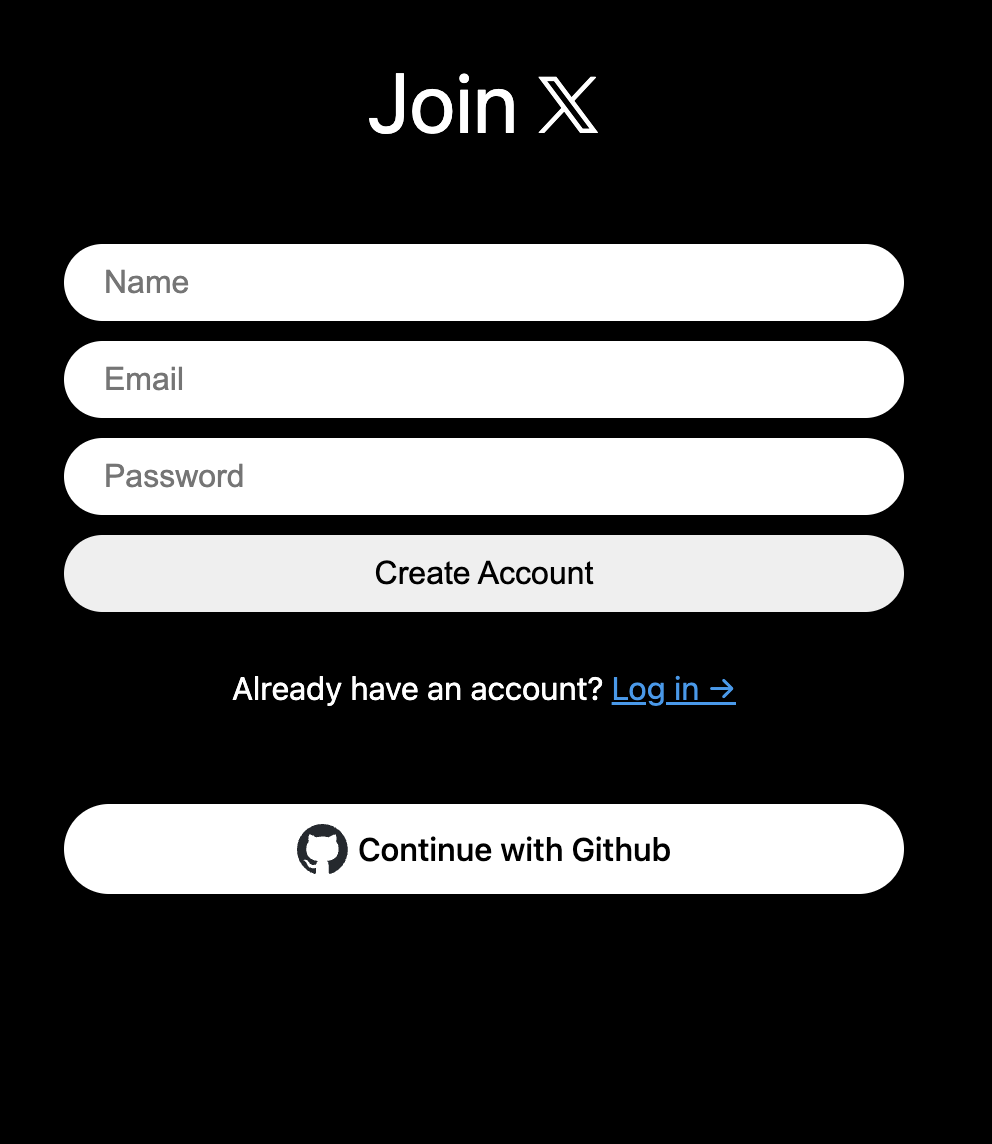 Join 𝕏
Name
Email
Password
Create Account
Already have an account? Log in →
Continue with Github